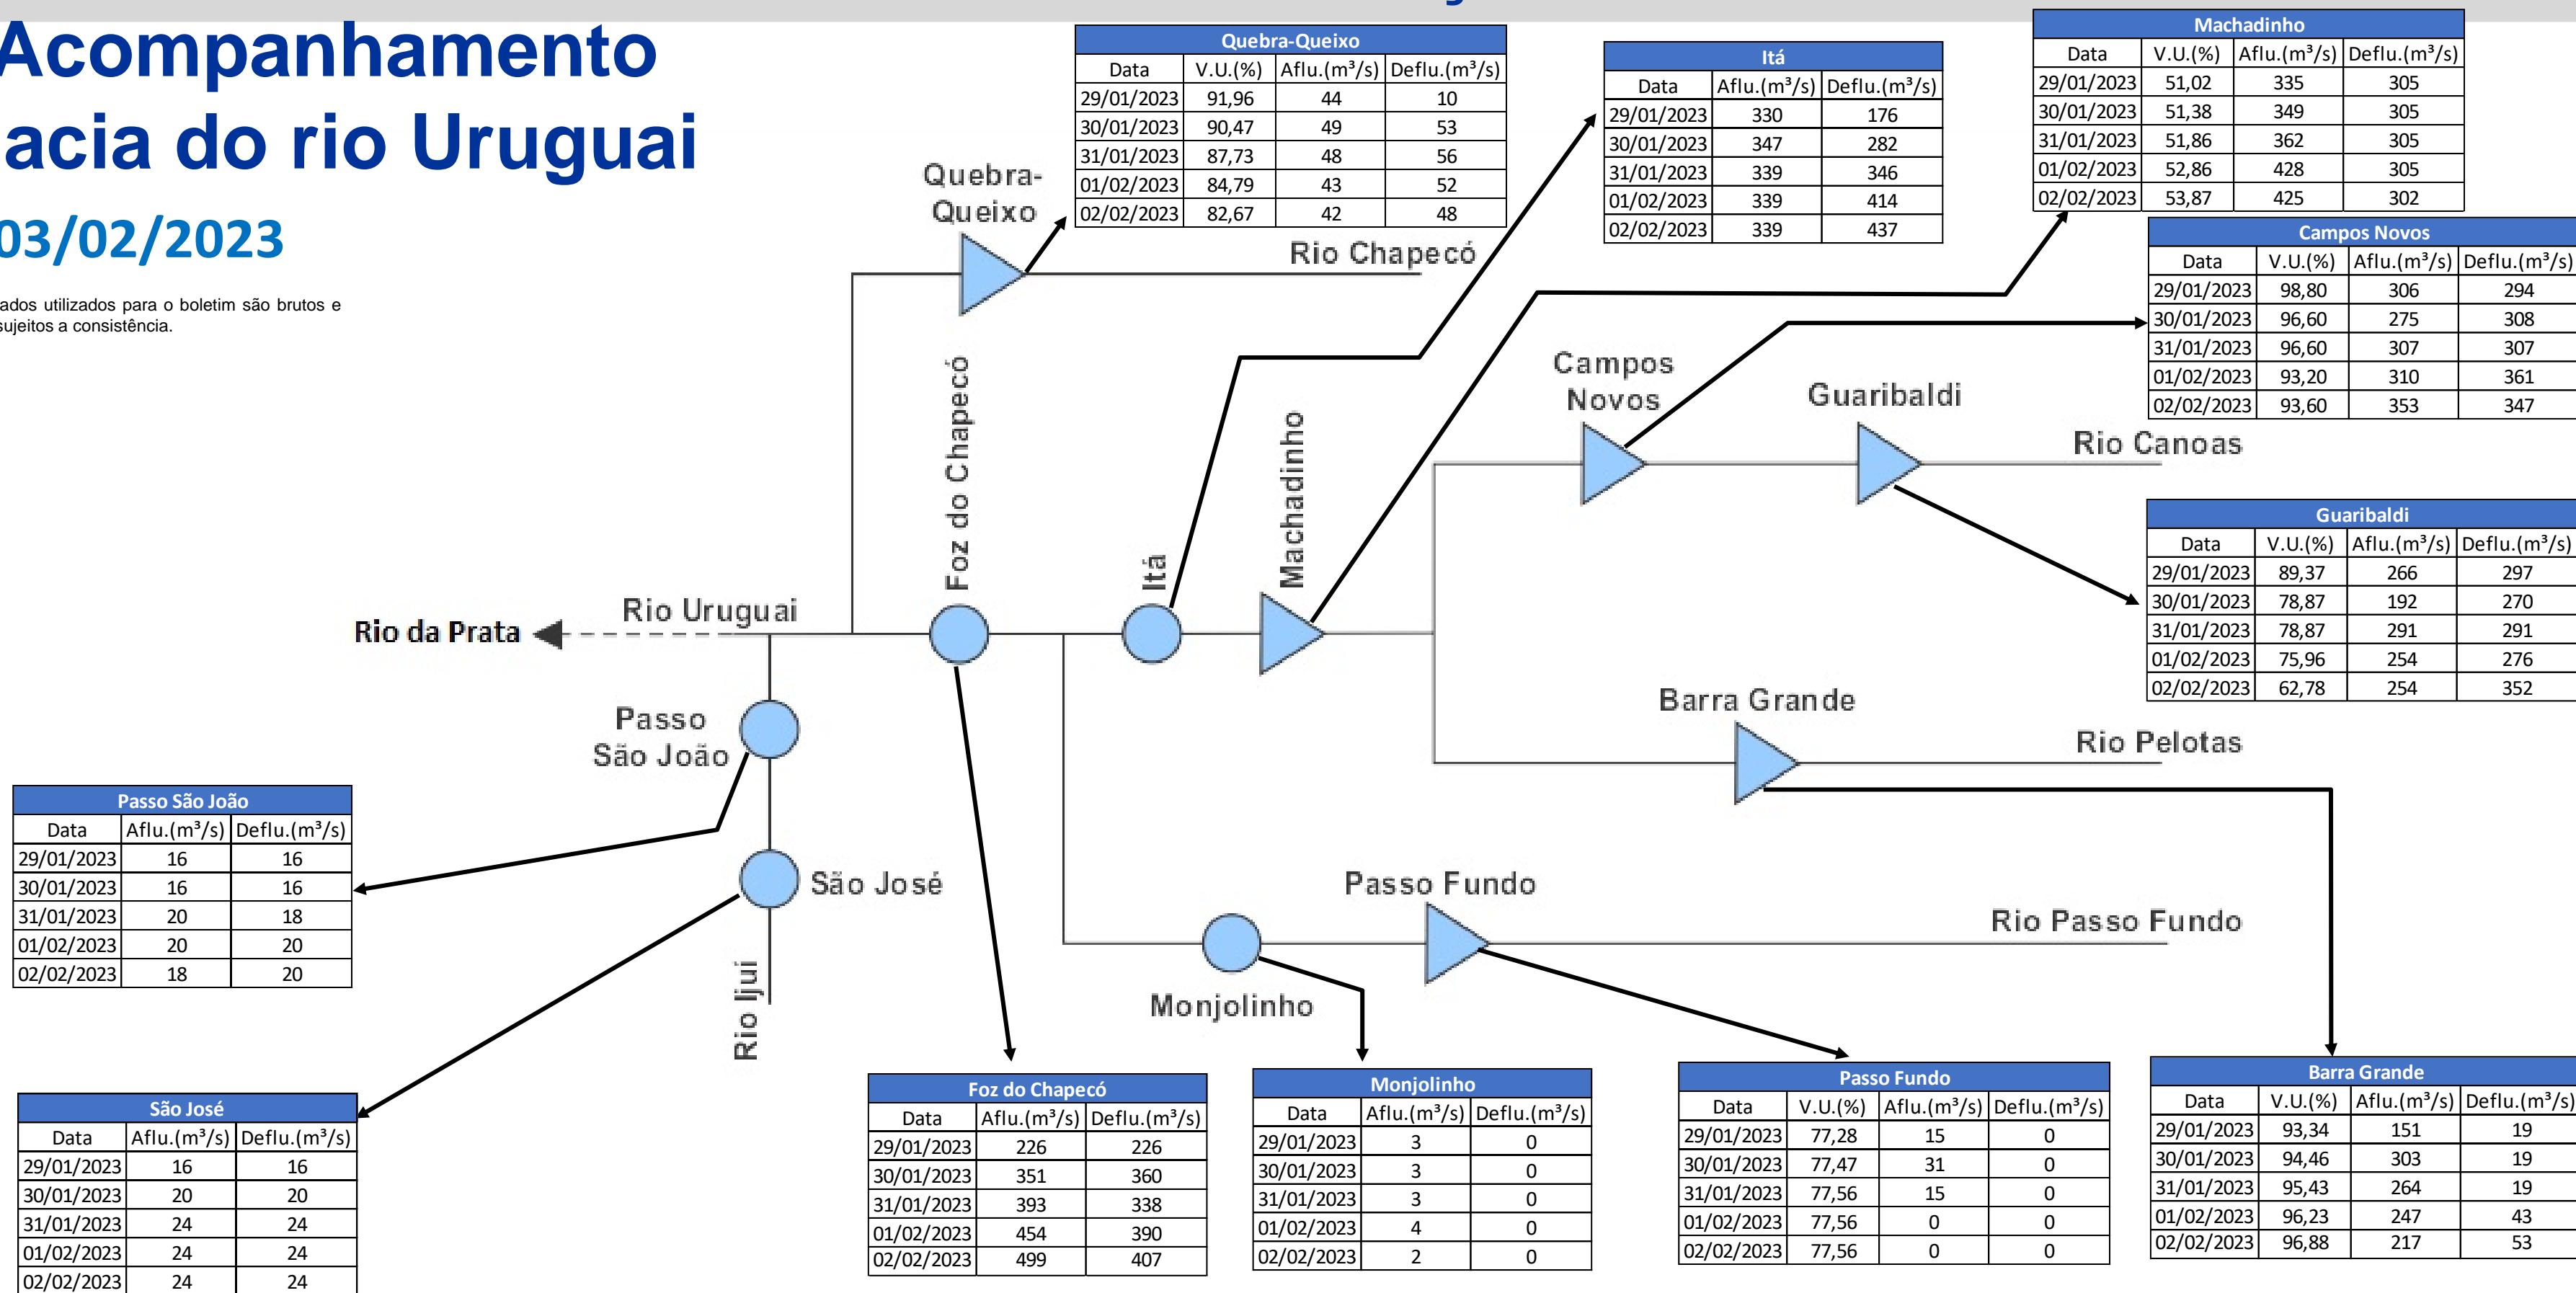 Acompanhamento
acia do rio Uruguai
03/02/2023
ados utilizados para o boletim são brutos e
sujeitos a consistência.
Quebra-Queixo
Data V.U.(%) Aflu.(m³/s) Deflu.(m³/s)
29/01/2023 91,96 44 10
30/01/2023 90,47 49 53
31/01/2023 87,73 48 56
01/02/2023 84,79 43 52
02/02/2023 82,67 42 48
Itá
Data Aflu.(m³/s) Deflu.(m³/s)
29/01/2023 330 176
30/01/2023 347 282
31/01/2023 339 346
01/02/2023 339 414
02/02/2023 339 437
Machadinho
Data V.U.(%) Aflu.(m³/s) Deflu.(m³/s)
29/01/2023 51,02 335 305
30/01/2023 51,38 349 305
31/01/2023 51,86 362 305
01/02/2023 52,86 428 305
02/02/2023 53,87 425 302
Campos Novos
Data V.U.(%) Aflu.(m³/s) Deflu.(m³/s)
29/01/2023 98,80 306 294
30/01/2023 96,60 275 308
31/01/2023 96,60 307 307
01/02/2023 93,20 310 361
02/02/2023 93,60 353 347
Quebra-
Queixo
Rio Chapecó
Foz do Chapecó
Itá
Machadinho
Campos
Novos
Guaribaldi
Rio Canoas
Guaribaldi
Data V.U.(%) Aflu.(m³/s) Deflu.(m³/s)
29/01/2023 89,37 266 297
30/01/2023 78,87 192 270
31/01/2023 78,87 291 291
01/02/2023 75,96 254 276
02/02/2023 62,78 254 352
Rio da Prata
Rio Uruguai
Passo
São João
São José
Rio Ijuí
Barra Grande
Rio Pelotas
Passo Fundo
Rio Passo Fundo
Monjolinho
Passo São João
Data Aflu.(m³/s) Deflu.(m³/s)
29/01/2023 16 16
30/01/2023 16 16
31/01/2023 20 18
01/02/2023 20 20
02/02/2023 18 20
São José
Data Aflu.(m³/s) Deflu.(m³/s)
29/01/2023 16 16
30/01/2023 20 20
31/01/2023 24 24
01/02/2023 24 24
02/02/2023 24 24
Foz do Chapecó
Data Aflu.(m³/s) Deflu.(m³/s)
29/01/2023 226 226
30/01/2023 351 360
31/01/2023 393 338
01/02/2023 454 390
02/02/2023 499 407
Monjolinho
Data Aflu.(m³/s) Deflu.(m³/s)
29/01/2023 3 0
30/01/2023 3 0
31/01/2023 3 0
01/02/2023 4 0
02/02/2023 2 0
Passo Fundo
Data V.U.(%) Aflu.(m³/s) Deflu.(m³/s)
29/01/2023 77,28 15 0
30/01/2023 77,47 31 0
31/01/2023 77,56 15 0
01/02/2023 77,56 0 0
02/02/2023 77,56 0 0
Barra Grande
Data V.U.(%) Aflu.(m³/s) Deflu.(m³/s)
29/01/2023 93,34 151 19
30/01/2023 94,46 303 19
31/01/2023 95,43 264 19
01/02/2023 96,23 247 43
02/02/2023 96,88 217 53